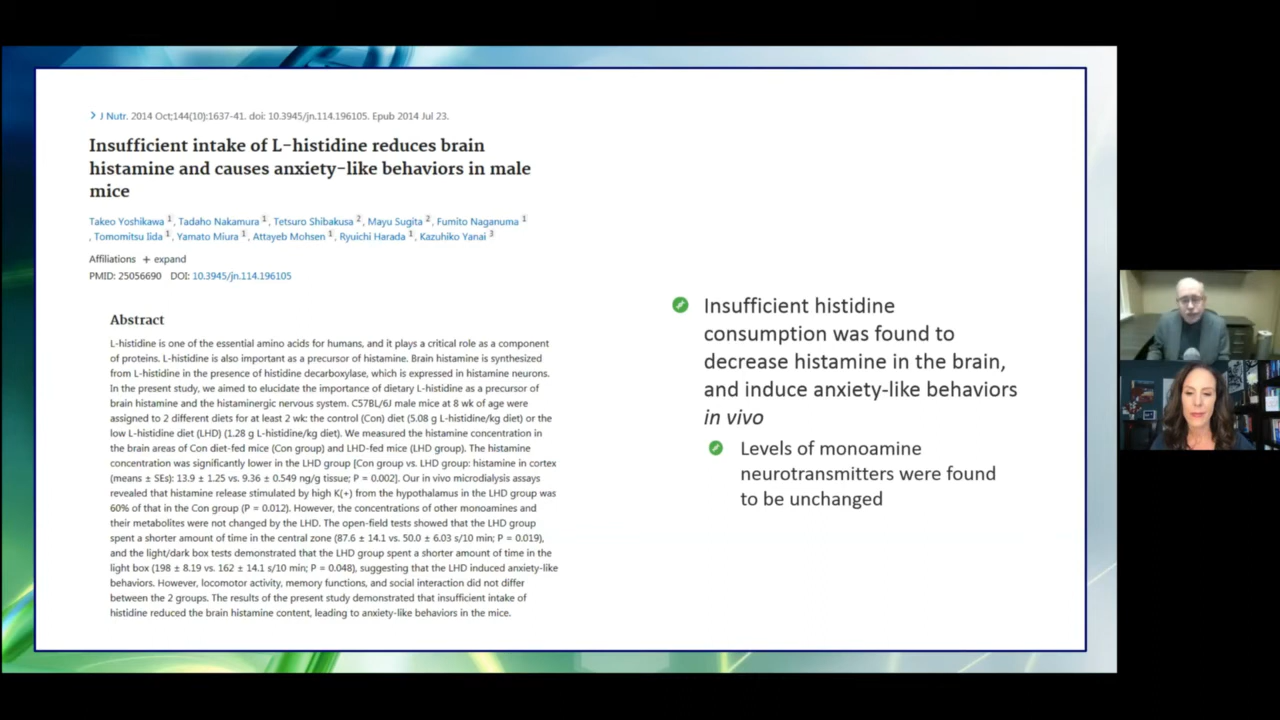 > J Nutr. 2014 Oct;144(10):1637-41. doi: 10.3945/jn.114.196105. Epub 2014 Jul 23.
Insufficient intake of L-histidine reduces brain
histamine and causes anxiety-like behaviors in male
mice
Takeo Yoshikawa 1, Tadaho Nakamura 1, Tetsuro Shibakusa 2, Mayu Sugita 2, Fumito Naganuma 1
, Tomomitsu Iida 1, Yamato Miura 1, Attayeb Mohsen 1, Ryuichi Harada 1, Kazuhiko Yanai 3
Affiliations + expand
PMID: 25056690 DOI: 10.3945/jn.114.196105
Abstract
L-histidine is one of the essential amino acids for humans, and it plays a critical role as a component
of proteins. L-histidine is also important as a precursor of histamine. Brain histamine is synthesized
from L-histidine in the presence of histidine decarboxylase, which is expressed in histamine neurons.
In the present study, we aimed to elucidate the importance of dietary L-histidine as a precursor of
brain histamine and the histaminergic nervous system. C57BL/6J male mice at 8 wk of age were
assigned to 2 different diets for at least 2 wk: the control (Con) diet (5.08 g L-histidine/kg diet) or the
low L-histidine diet (LHD) (1.28 g L-histidine/kg diet). We measured the histamine concentration in
the brain areas of Con diet-fed mice (Con group) and LHD-fed mice (LHD group). The histamine
concentration was significantly lower in the LHD group [Con group vs. LHD group: histamine in cortex
(means ± SEs): 13.9 ± 1.25 vs. 9.36 ± 0.549 ng/g tissue; P = 0.002]. Our in vivo microdialysis assays
revealed that histamine release stimulated by high K(+) from the hypothalamus in the LHD group was
60% of that in the Con group (P = 0.012). However, the concentrations of other monoamines and
their metabolites were not changed by the LHD. The open-field tests showed that the LHD group
spent a shorter amount of time in the central zone (87.6 ± 14.1 vs. 50.0 ± 6.03 s/10 min; P = 0.019),
and the light/dark box tests demonstrated that the LHD group spent a shorter amount of time in the
light box (198 ± 8.19 vs. 162 ± 14.1 s/10 min; P = 0.048), suggesting that the LHD induced anxiety-like
behaviors. However, locomotor activity, memory functions, and social interaction did not differ
between the 2 groups. The results of the present study demonstrated that insufficient intake of
histidine reduced the brain histamine content, leading to anxiety-like behaviors in the mice.
Insufficient histidine
consumption was found to
decrease histamine in the brain,
and induce anxiety-like behaviors
in vivo
Levels of monoamine
neurotransmitters were found
to be unchanged